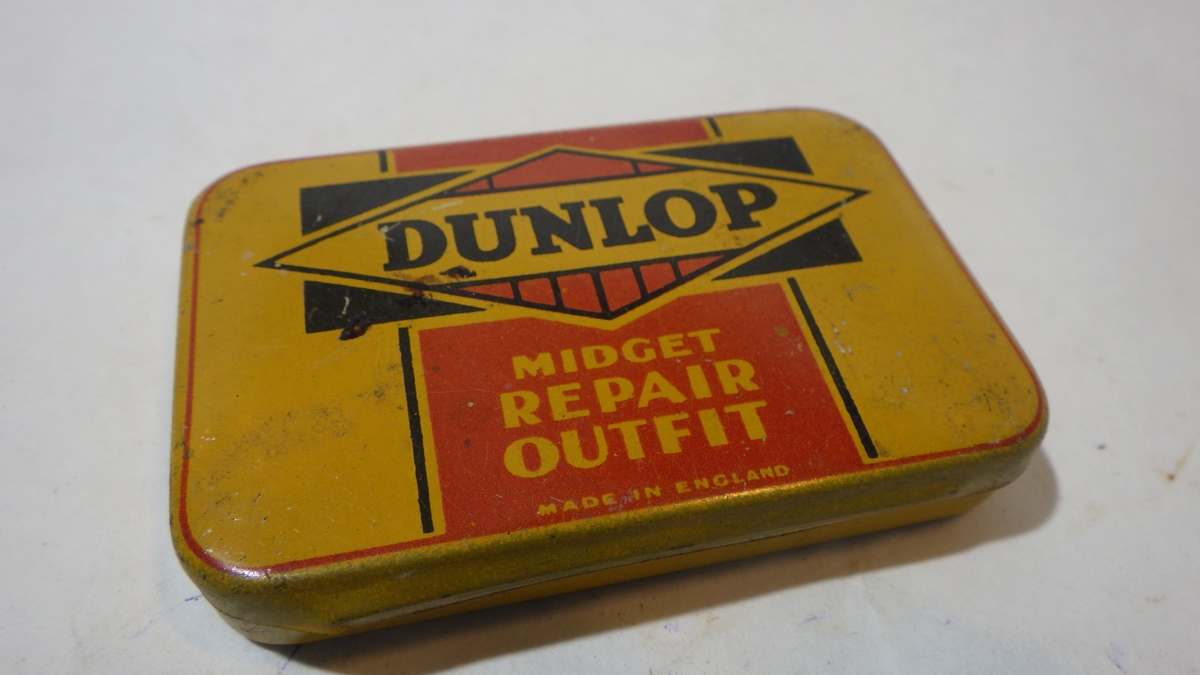 DUNLOP
MIDGET
REPAIR
OUTFIT
MADE IN ENGLAND